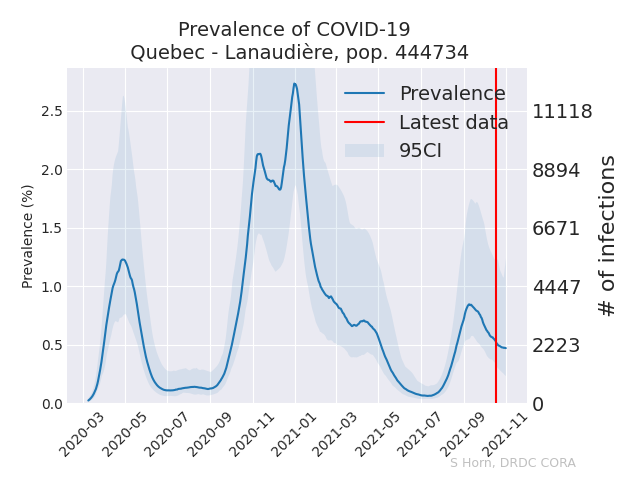 Prevalence of COVID-19
Quebec - Lanaudière, pop. 444734
Prevalence
Latest data
95CI
Prevalence (%)
2.5
2.0
1.5
1.0
0.5
0.0
11118
8894
6671
4447
2223
0
# of infections
2020-03
2020-05
2020-07
2020-09
2020-11
2021-01
2021-03
2021-05
2021-07
2021-09
2021-11
S Horn, DRDC CORA